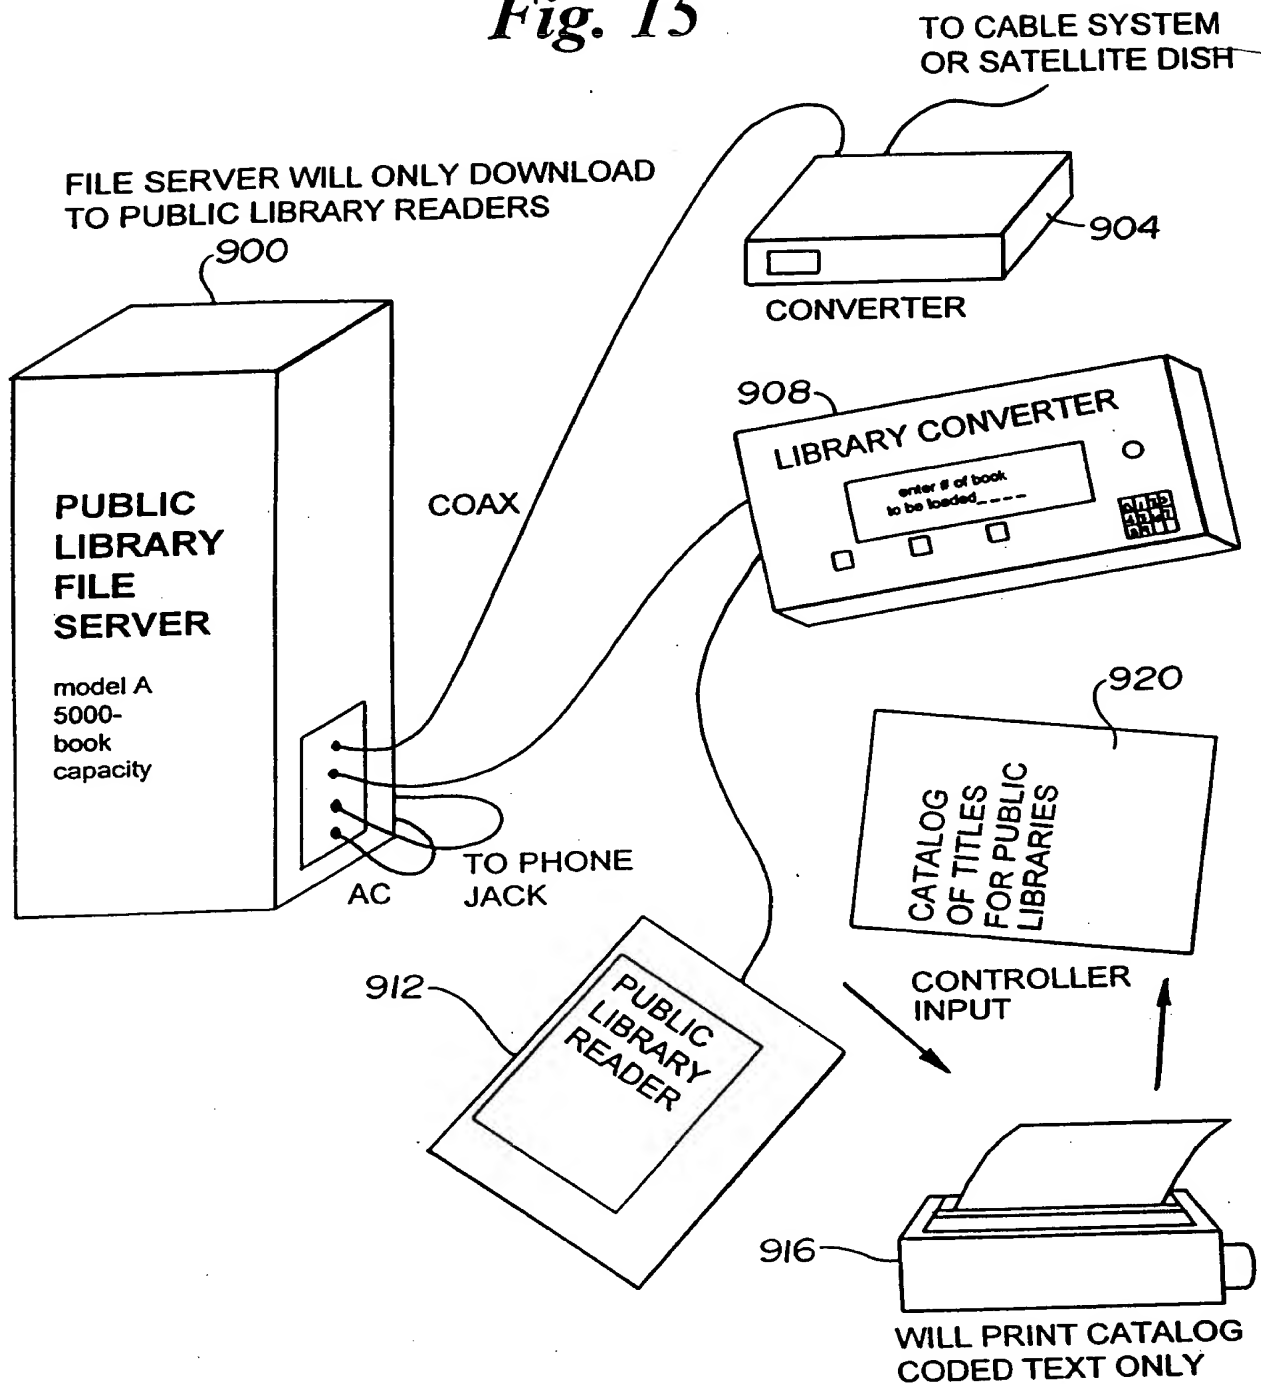 Fig. 15
TO CABLE SYSTEM
OR SATELLITE DISH
FILE SERVER WILL ONLY DOWNLOAD
TO PUBLIC LIBRARY READERS
900
904
CONVERTER
908
LIBRARY CONVERTER
enter # of book
to be loaded_ _ _ _
COAX
PUBLIC
LIBRARY
FILE
SERVER
model A
5000-
book
capacity
920
CATALOG
OF TITLES
FOR PUBLIC
LIBRARIES
TO PHONE
JACK
AC
912
PUBLIC
LIBRARY
READER
CONTROLLER
INPUT
916
WILL PRINT CATALOG
CODED TEXT ONLY